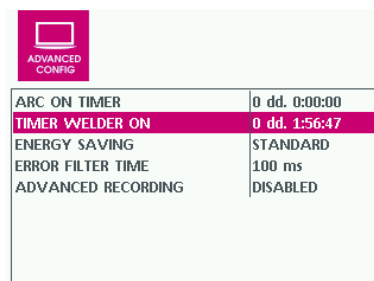 ADVANCED
CONFIG
ARC ON TIMER 0 dd. 0:00:00
TIMER WELDER ON 0 dd. 1:56:47
ENERGY SAVING STANDARD
ERROR FILTER TIME 100 ms
ADVANCED RECORDING DISABLED